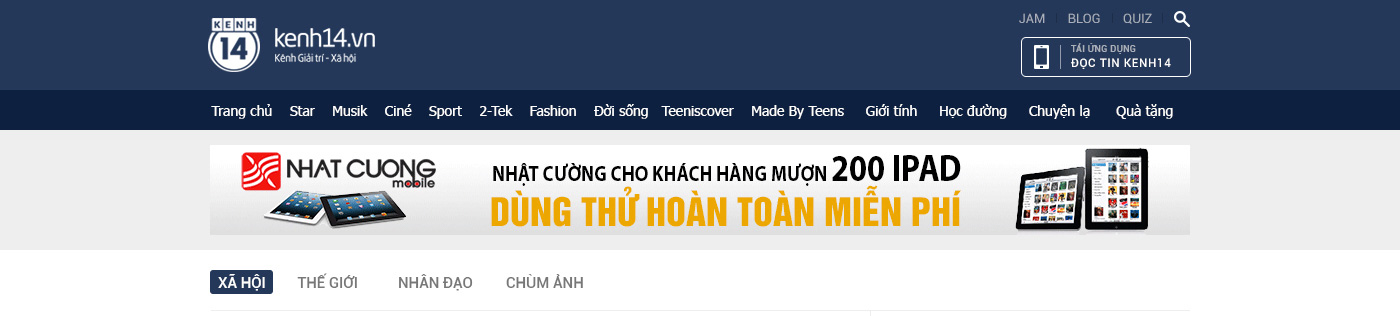 KENH
14
kenh14.vn
Kênh Giải trí - Xã hội
JAM BLOG QUIZ
TẢI ỨNG DỤNG
ĐỌC TIN KENH14
Trang chủ Star Musik Ciné Sport 2-Tek Fashion Đời sống Teeniscover Made By Teens Giới tính Học đường Chuyện lạ Quà tặng
NHAT CUONG
mobile
NHẬT CƯỜNG CHO KHÁCH HÀNG MƯỢN 200 IPAD
DÙNG THỬ HOÀN TOÀN MIỄN PHÍ
XÃ HỘI THẾ GIỚI NHÂN ĐẠO CHÙM ẢNH